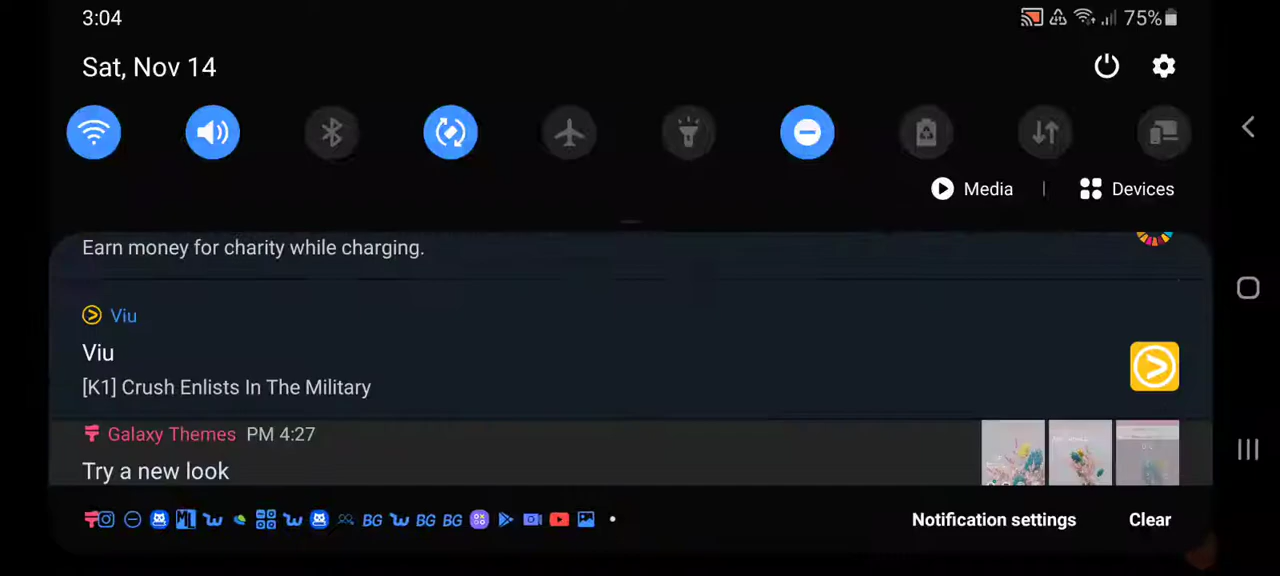 3:04
75%
Sat, Nov 14
Media | Devices
Earn money for charity while charging.
Viu
Viu
[K1] Crush Enlists In The Military
Galaxy Themes PM 4:27
Try a new look
BG BG BG
Notification settings Clear